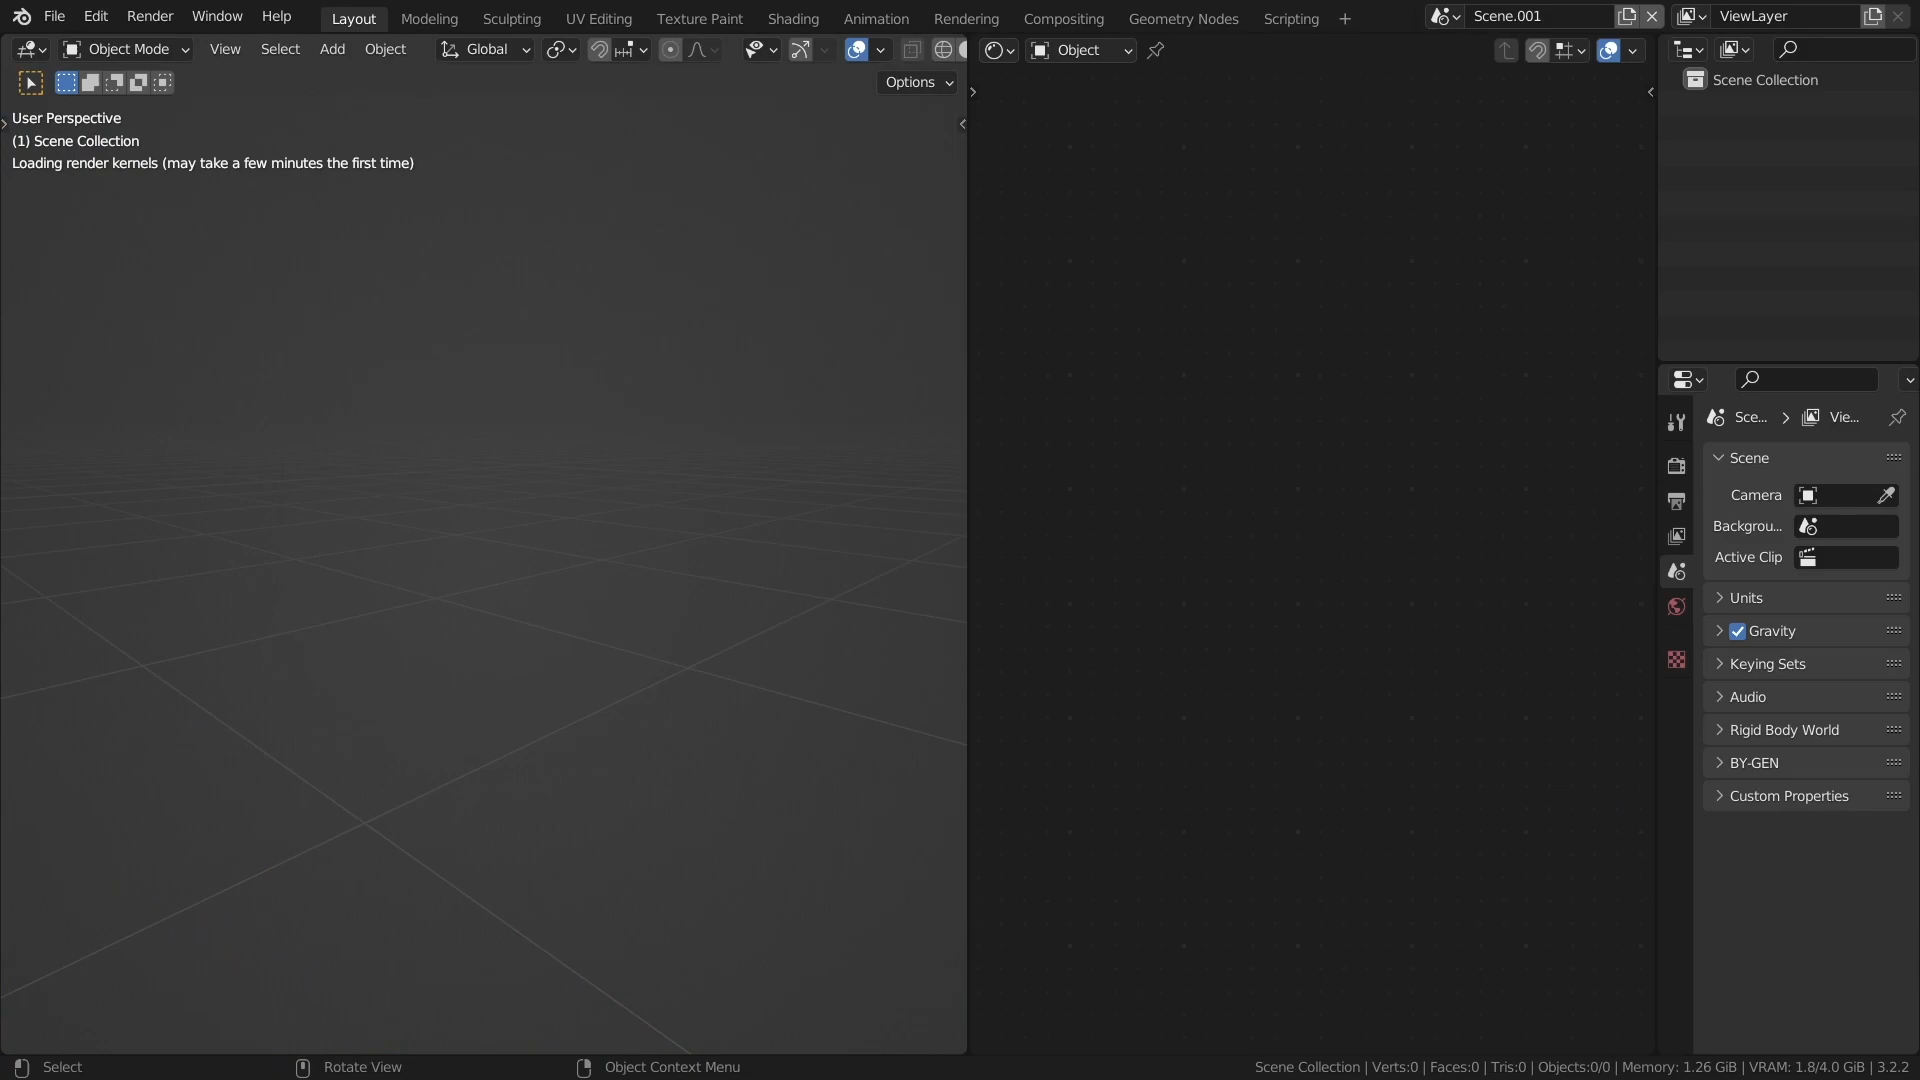 File Edit Render Window Help Layout Modeling Sculpting UV Editing Texture Paint Shading Animation Rendering Compositing Geometry Nodes Scripting + Scene.001 ViewLayer
Object Mode View Select Add Object Global
Options
User Perspective
(1) Scene Collection
Loading render kernels (may take a few minutes the first time)
Object
Scene Collection
Sce... Vie...
Scene
Camera
Backgrou...
Active Clip
Units
Gravity
Keying Sets
Audio
Rigid Body World
BY-GEN
Custom Properties
Select Rotate View Object Context Menu Scene Collection | Verts:0 | Faces:0 | Tris:0 | Objects:0/0 | Memory: 1.26 GiB | VRAM: 1.8/4.0 GiB | 3.2.2